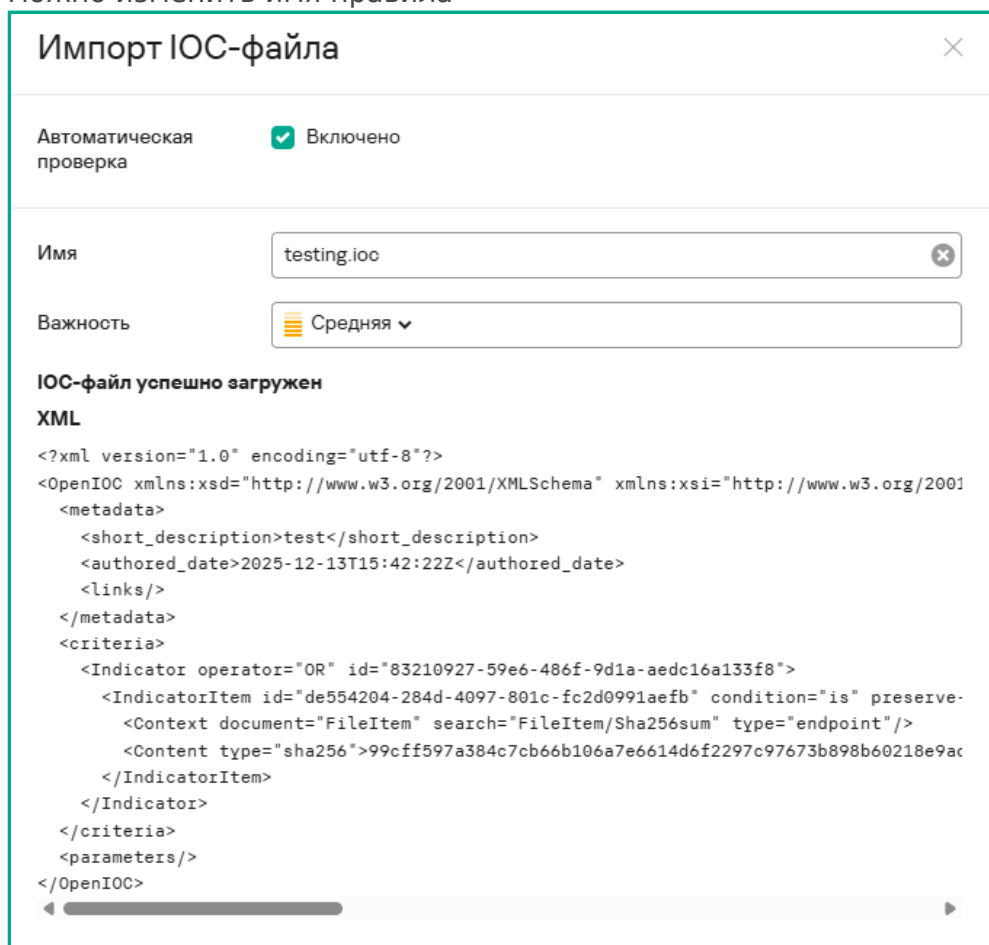 можно изменить имя правила
Импорт IOC-файла
Автоматическая
проверка
Включено
Имя
testing.ioc
Важность
Средняя
IOC-файл успешно загружен
XML
<?xml version="1.0" encoding="utf-8"?>
<OpenIOC xmlns:xsd="http://www.w3.org/2001/XMLSchema" xmlns:xsi="http://www.w3.org/2001
<metadata>
<short_description>test</short_description>
<authored_date>2025-12-13T15:42:22Z</authored_date>
<links/>
</metadata>
<criteria>
<Indicator operator="OR" id="83210927-59e6-486f-9d1a-aedc16a133f8">
<IndicatorItem id="de554204-284d-4097-801c-fc2d0991aefb" condition="is" preserve-
<Context document="FileItem" search="FileItem/Sha256sum" type="endpoint"/>
<Content type="sha256">99cff597a384c7cb66b106a7e6614d6f2297c97673b898b60218e9ac
</IndicatorItem>
</Indicator>
</criteria>
<parameters/>
</OpenIOC>